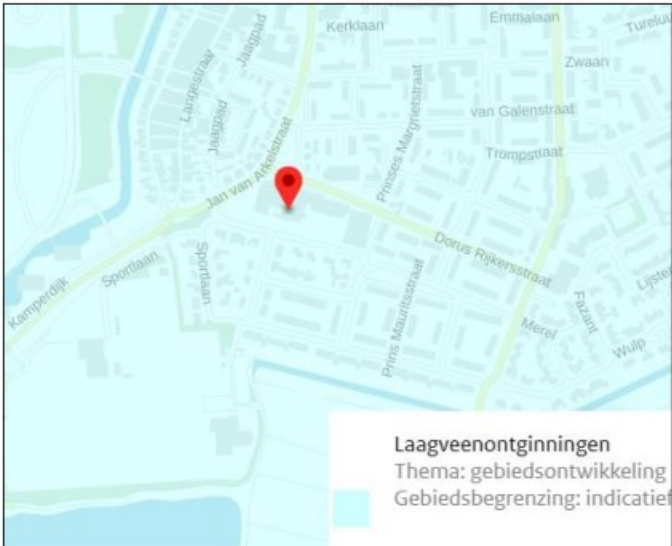 Kerklaan
Emmalaan
Zwaan
Jaagpad
Langestraat
Jaagpad
Prinses Margrietstraat
van Galenstraat
Trompstraat
Jan van Arkelstraat
Dorus Rijkersstraat
Sportlaan
Sportlaan
Kamperdijk
Prins Mauritsstraat
Fazant
Merel
Wulp
Laagveenontginningen
Thema: gebiedsontwikkeling
Gebiedsbegrenzing: indicatief